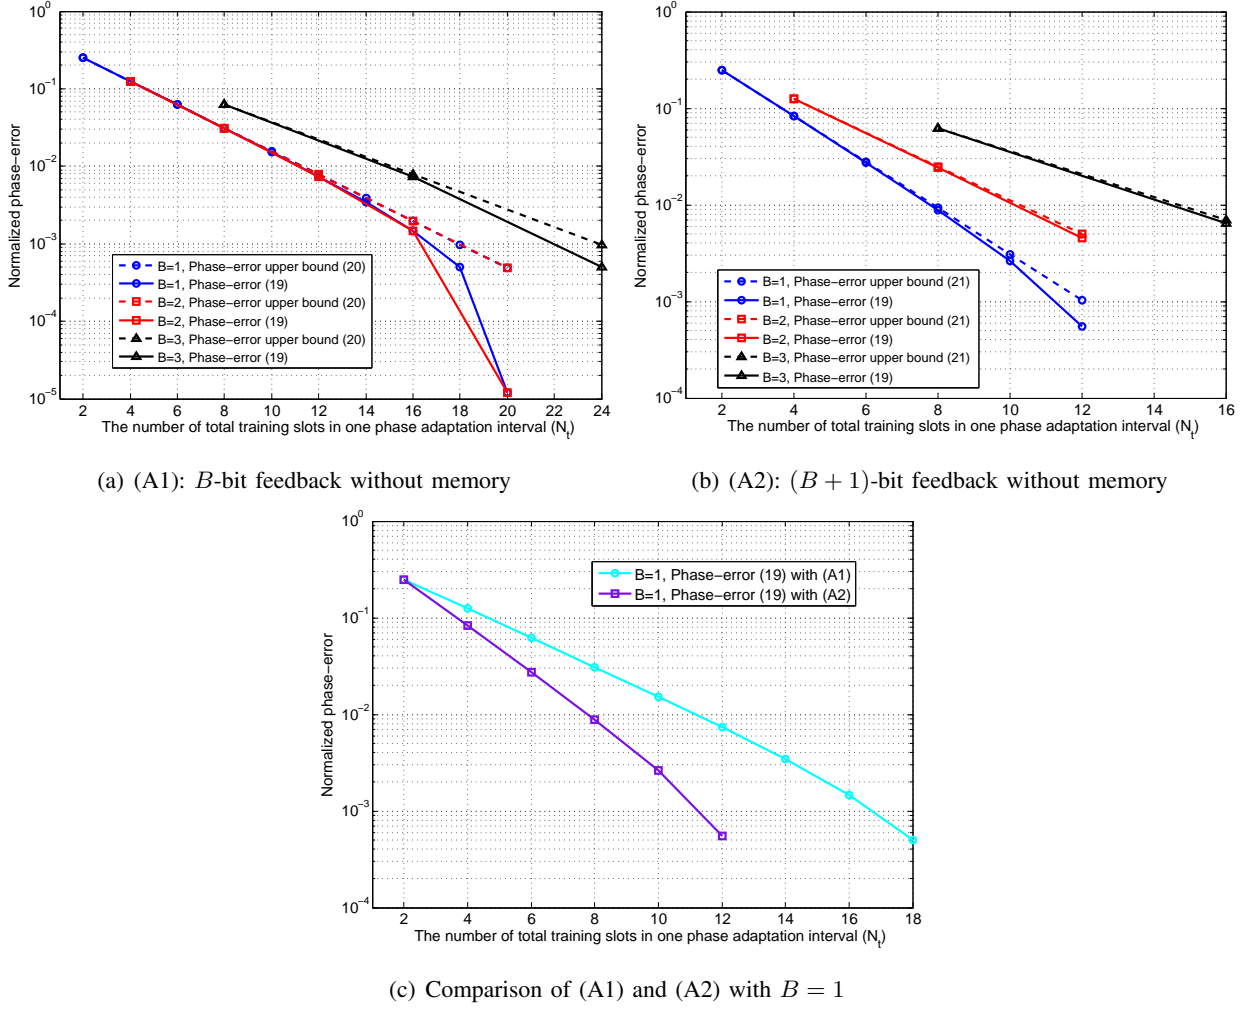 10^0
10^−1
10^−2
10^−3
10^−4
10^−5
Normalized phase−error
B=1, Phase−error upper bound (20)
B=1, Phase−error (19)
B=2, Phase−error upper bound (20)
B=2, Phase−error (19)
B=3, Phase−error upper bound (20)
B=3, Phase−error (19)
2 4 6 8 10 12 14 16 18 20 22 24
The number of total training slots in one phase adaptation interval (N_t)
(a) (A1): B-bit feedback without memory
10^0
10^−1
10^−2
10^−3
10^−4
Normalized phase−error
B=1, Phase−error upper bound (21)
B=1, Phase−error (19)
B=2, Phase−error upper bound (21)
B=2, Phase−error (19)
B=3, Phase−error upper bound (21)
B=3, Phase−error (19)
2 4 6 8 10 12 14 16
The number of total training slots in one phase adaptation interval (N_t)
(b) (A2): (B + 1)-bit feedback without memory
10^0
10^−1
10^−2
10^−3
10^−4
Normalized phase−error
B=1, Phase−error (19) with (A1)
B=1, Phase−error (19) with (A2)
2 4 6 8 10 12 14 16 18
The number of total training slots in one phase adaptation interval (N_t)
(c) Comparison of (A1) and (A2) with B = 1